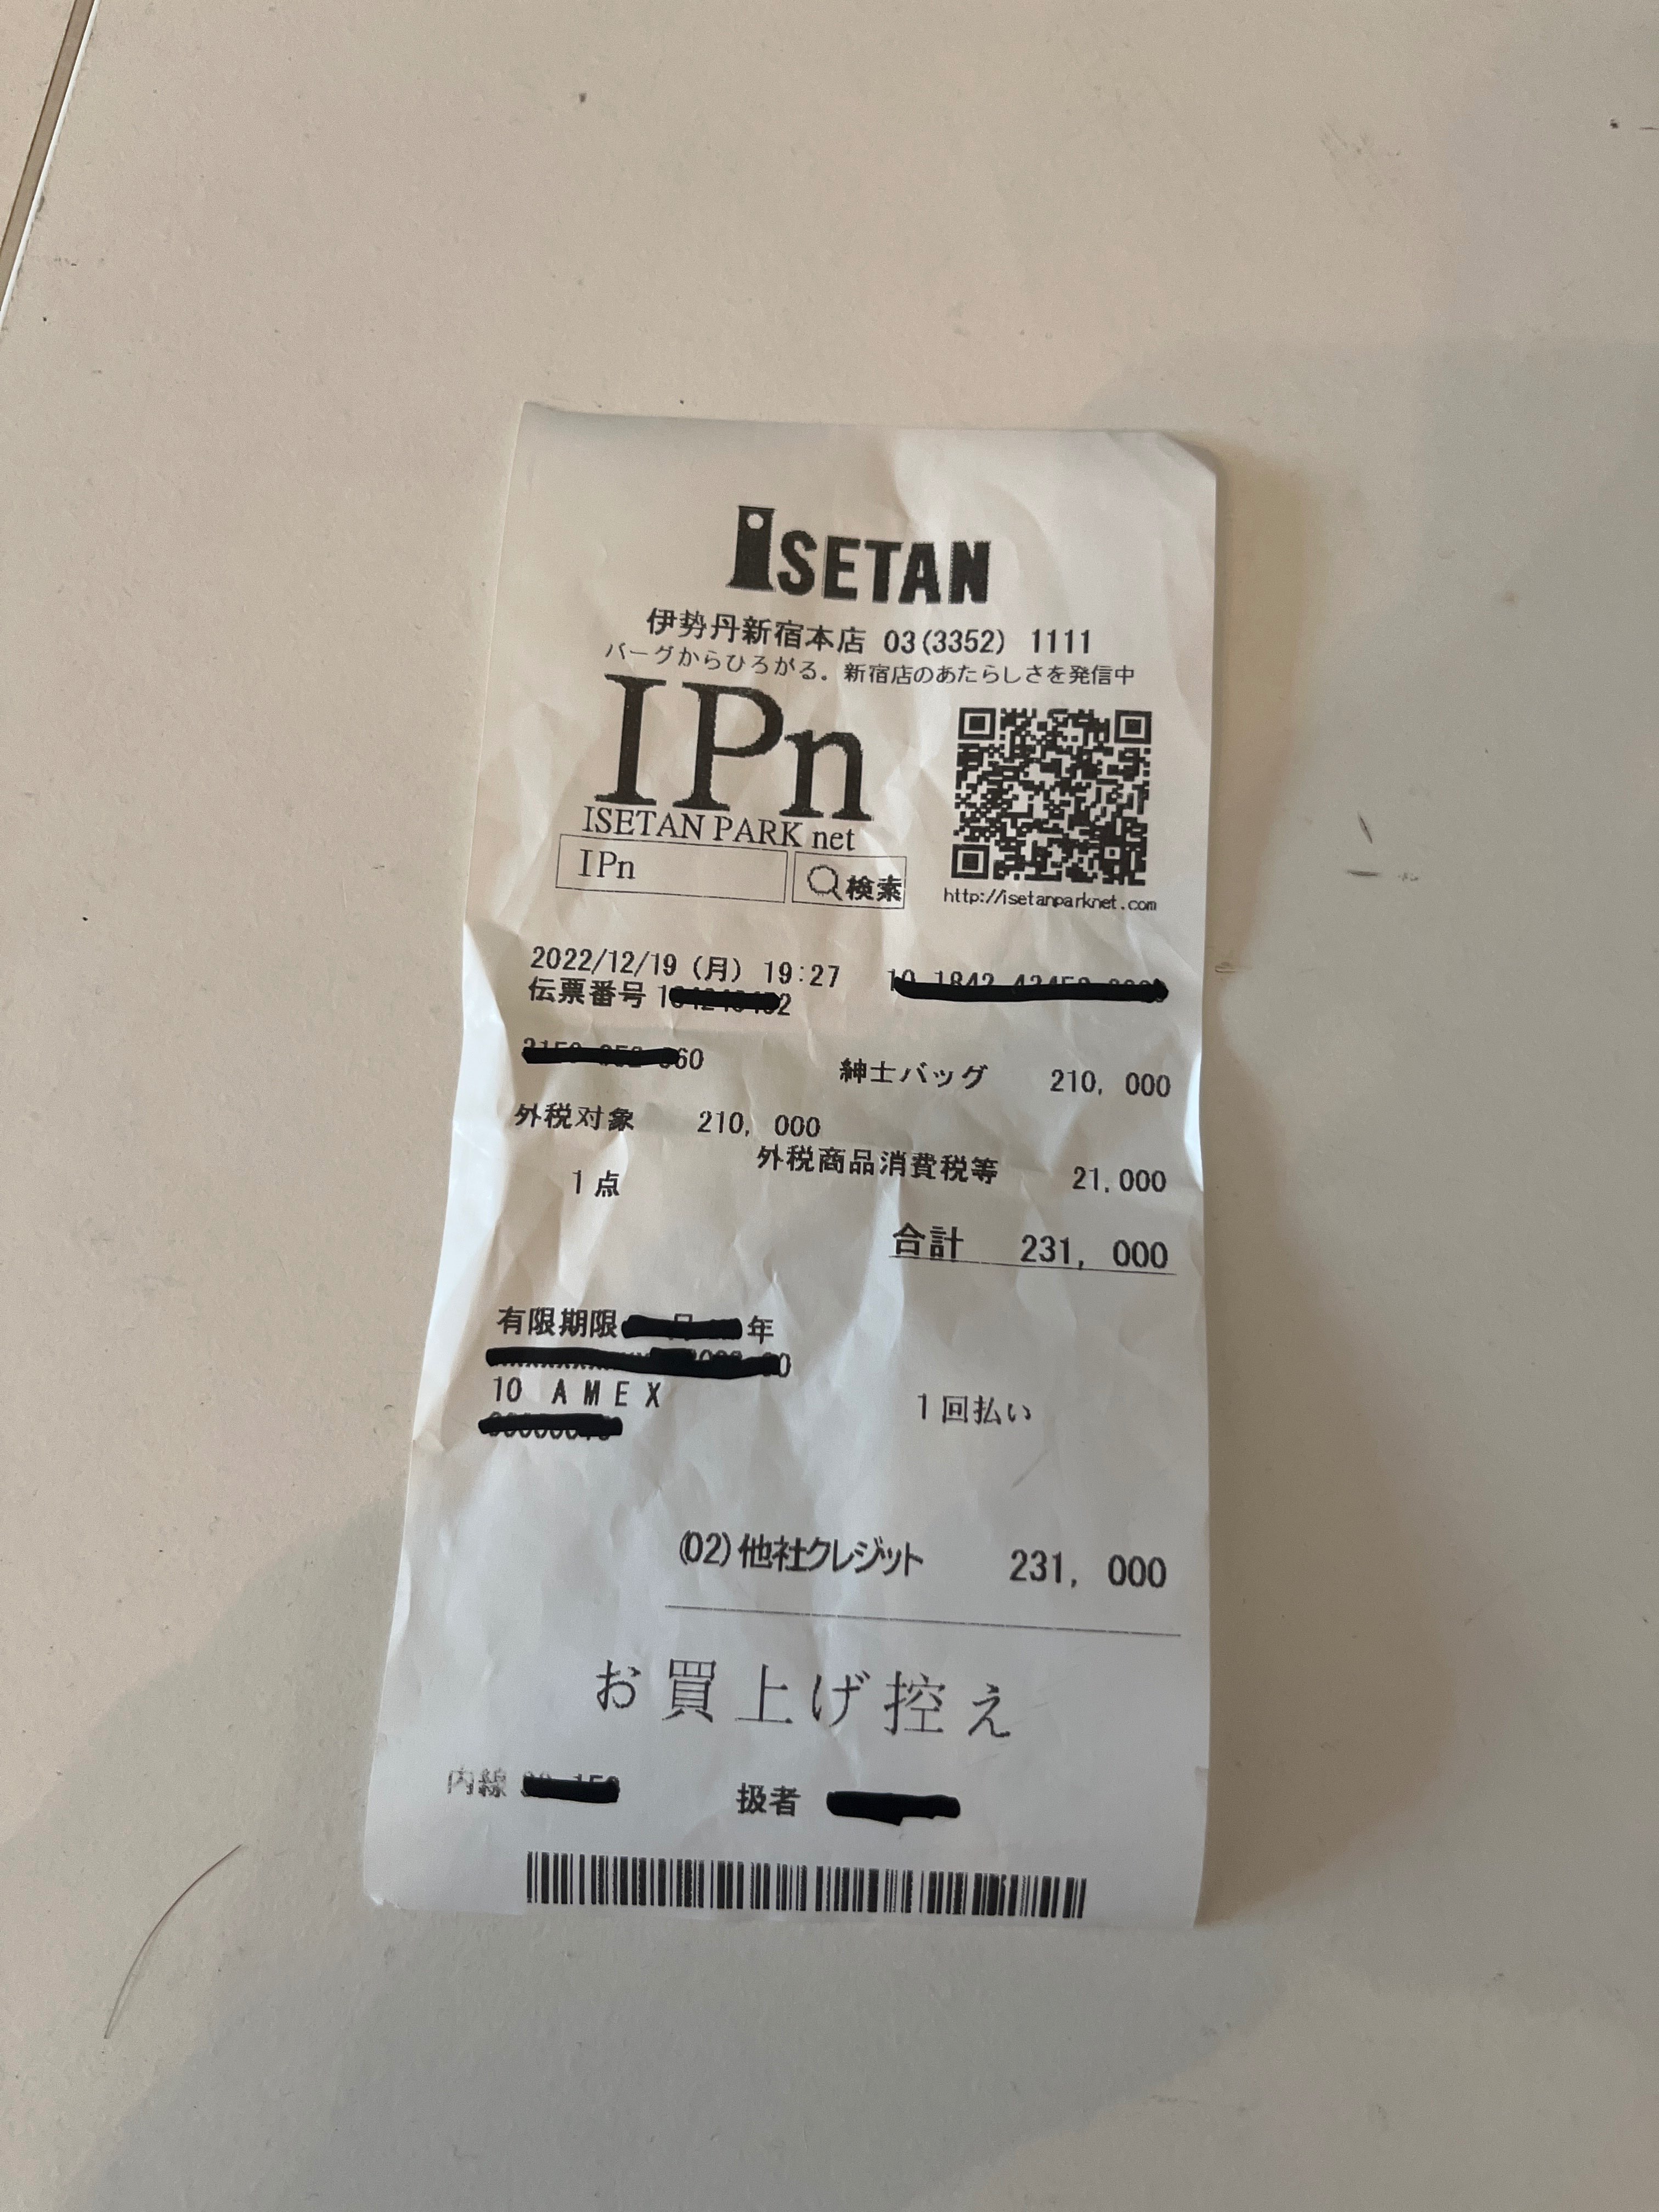 ISETAN
伊勢丹新宿本店 03(3352) 1111
パークからひろがる。新宿店のあたらしさを発信中
IPn
ISETAN PARK net
IPn 検索
http://isetanparknet.com
2022/12/19 (月) 19:27
伝票番号
紳士バッグ 210, 000
外税対象 210, 000
外税商品消費税等 21,000
1点
合計 231, 000
有限期限 年
10 AMEX 1回払い
(02)他社クレジット 231, 000
お買上げ控え
内線 扱者